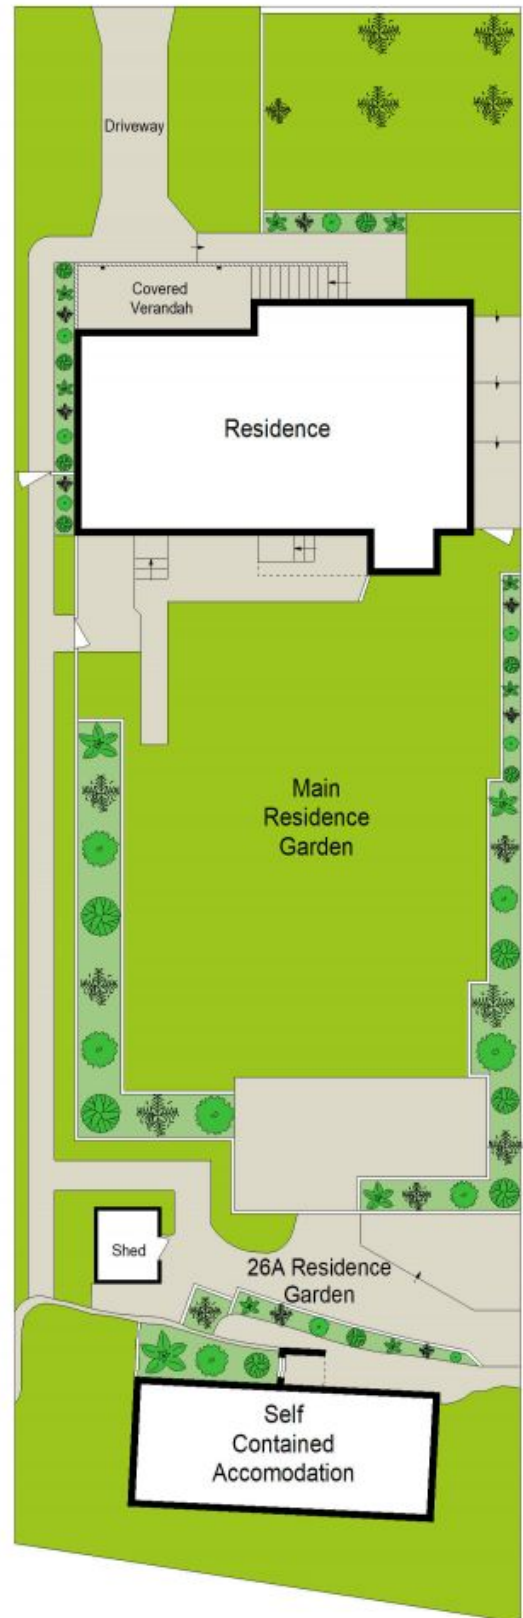 Driveway
Covered
Verandah
Residence
Main
Residence
Garden
Shed
26A Residence
Garden
Self
Contained
Accomodation